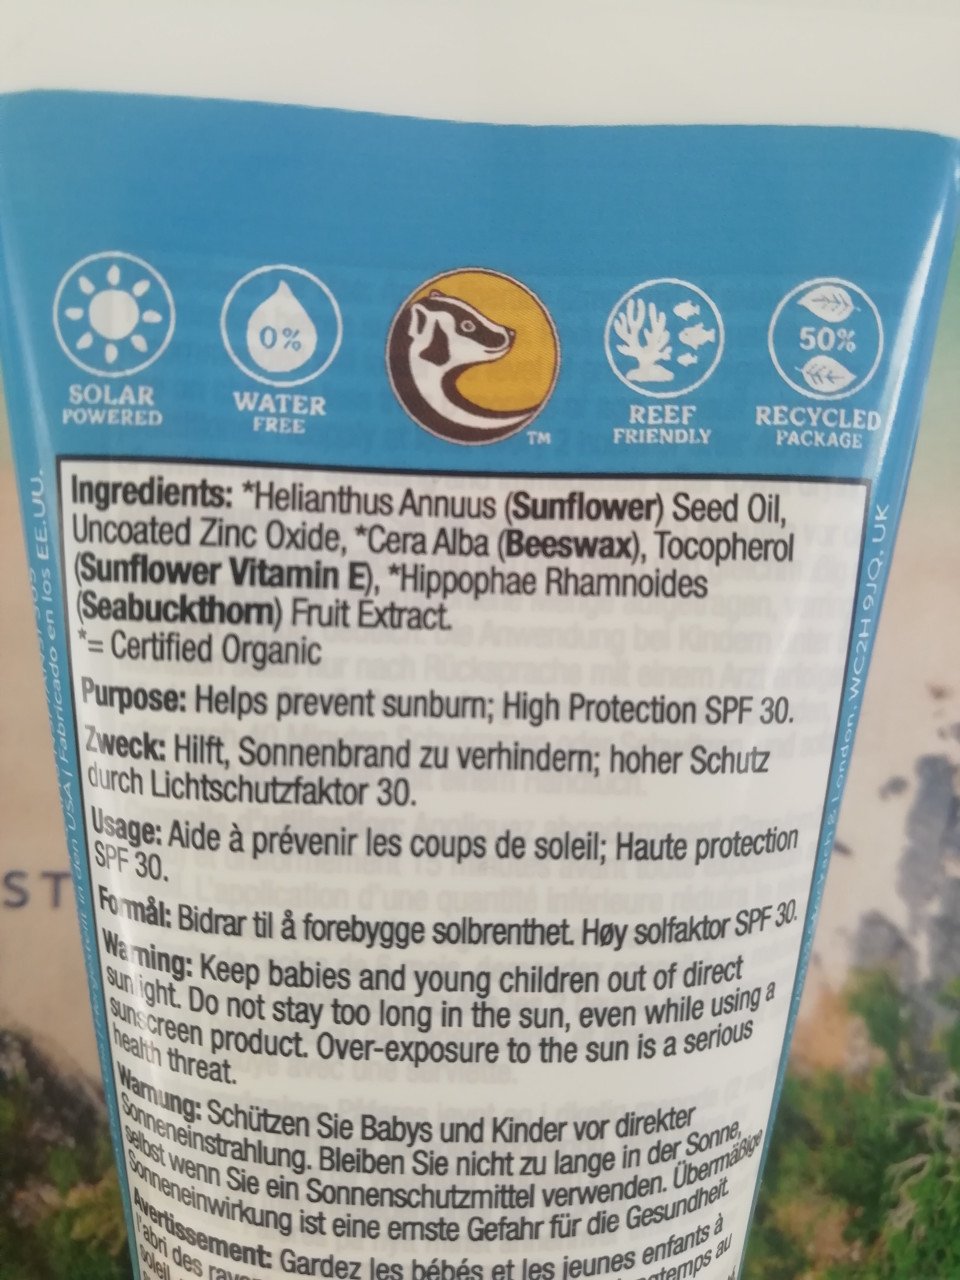 SOLAR
POWERED
0%
WATER
FREE
TM
REEF
FRIENDLY
50%
RECYCLED
PACKAGE
Ingredients: *Helianthus Annuus (Sunflower) Seed Oil,
Uncoated Zinc Oxide, *Cera Alba (Beeswax), Tocopherol
(Sunflower Vitamin E), *Hippophae Rhamnoides
(Seabuckthorn) Fruit Extract.
*= Certified Organic
Purpose: Helps prevent sunburn; High Protection SPF 30.
Zweck: Hilft, Sonnenbrand zu verhindern; hoher Schutz
durch Lichtschutzfaktor 30.
Usage: Aide à prévenir les coups de soleil; Haute protection
SPF 30.
Formål: Bidrar til å forebygge solbrenthet. Høy solfaktor SPF 30.
Warning: Keep babies and young children out of direct
sunlight. Do not stay too long in the sun, even while using a
sunscreen product. Over-exposure to the sun is a serious
health threat.
Warnung: Schützen Sie Babys und Kinder vor direkter
Sonneneinstrahlung. Bleiben Sie nicht zu lange in der Sonne,
selbst wenn Sie ein Sonnenschutzmittel verwenden. Übermäßige
Sonneneinwirkung ist eine ernste Gefahr für die Gesundheit.
Avertissement: Gardez les bébés et les jeunes enfants à
l'abri des
soleil
au
in den USA | Fabricado en los EE.UU.
London, WC2H 9JQ. UK
ST